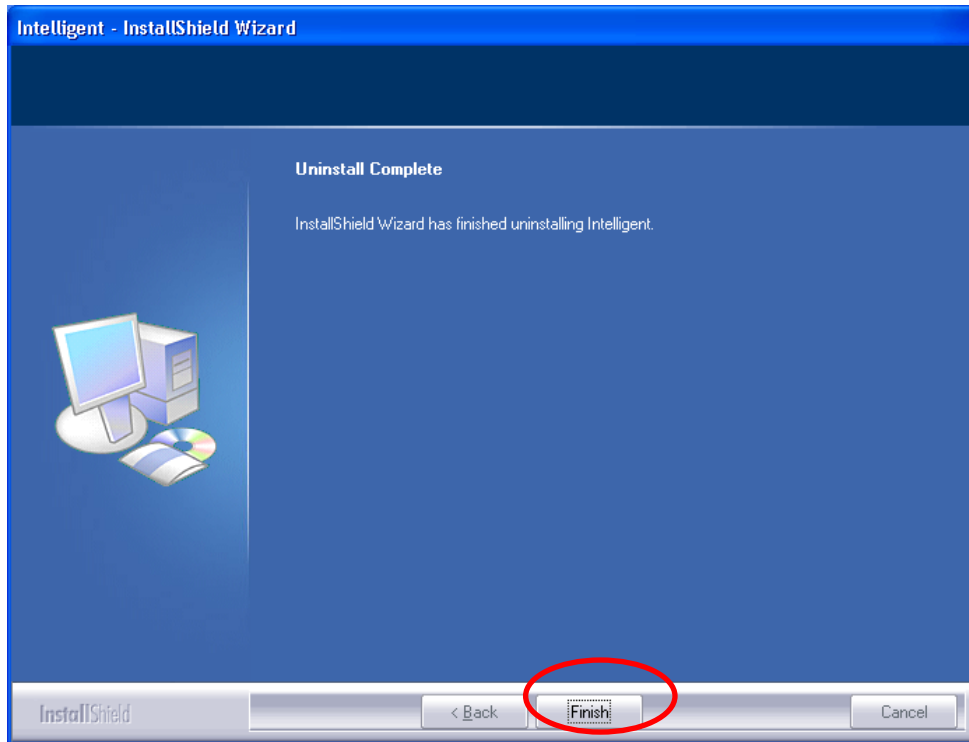 Intelligent - InstallShield Wizard
Uninstall Complete
InstallShield Wizard has finished uninstalling Intelligent.
InstallShield
< Back
Finish
Cancel